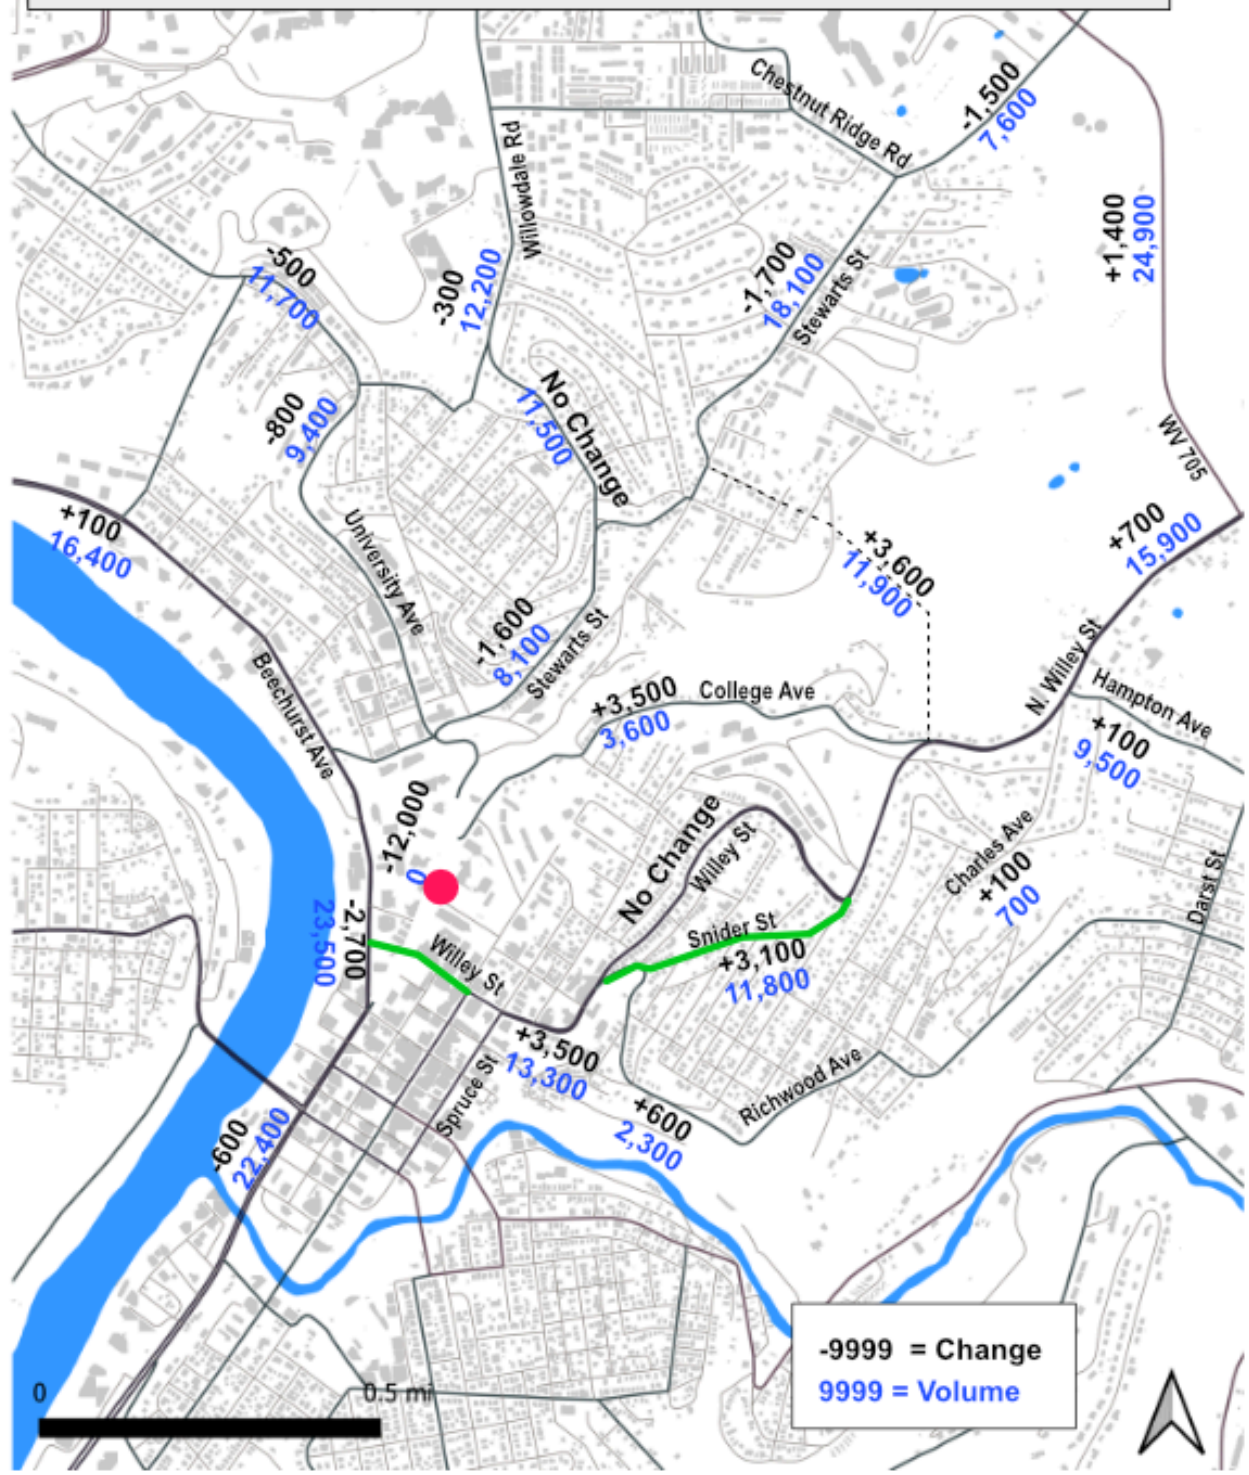 Chestnut Ridge Rd
-1,500
7,600
Willowdale Rd
+1,400
24,900
-500
11,700
-300
12,200
-1,700
18,100
Stewarts St
-800
9,400
No Change
11,500
WV 705
+100
16,400
University Ave
+3,600
11,900
+700
15,900
-1,600
8,100
Stewarts St
Beechurst Ave
+3,500
3,600
College Ave
N. Willey St
Hampton Ave
+100
9,500
-12,000
0
No Change
Willey St
Charles Ave
+100
700
Darst St
-2,700
23,500
Willey St
Snider St
+3,100
11,800
+3,500
13,300
Spruce St
Richwood Ave
+600
2,300
-600
22,400
-9999 = Change
9999 = Volume
0 0.5 mi